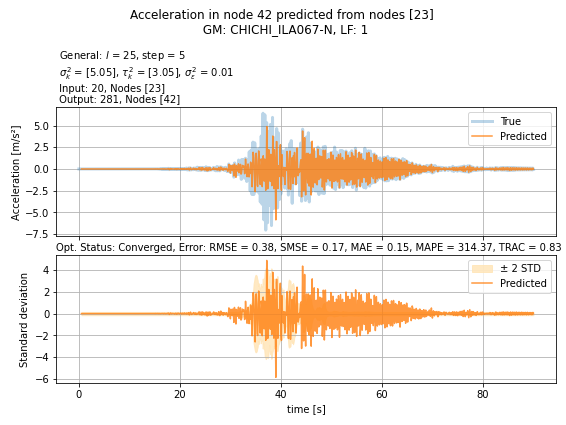 Acceleration in node 42 predicted from nodes [23]
GM: CHICHI_ILA067-N, LF: 1
General: l = 25, step = 5
σ²ₖ = [5.05], τ²ₖ = [3.05], σ²ε = 0.01
Input: 20, Nodes [23]
Output: 281, Nodes [42]
Acceleration [m/s²]
5.0
2.5
0.0
−2.5
−5.0
−7.5
True
Predicted
Opt. Status: Converged, Error: RMSE = 0.38, SMSE = 0.17, MAE = 0.15, MAPE = 314.37, TRAC = 0.83
Standard deviation
4
2
0
−2
−4
−6
± 2 STD
Predicted
0 20 40 60 80
time [s]